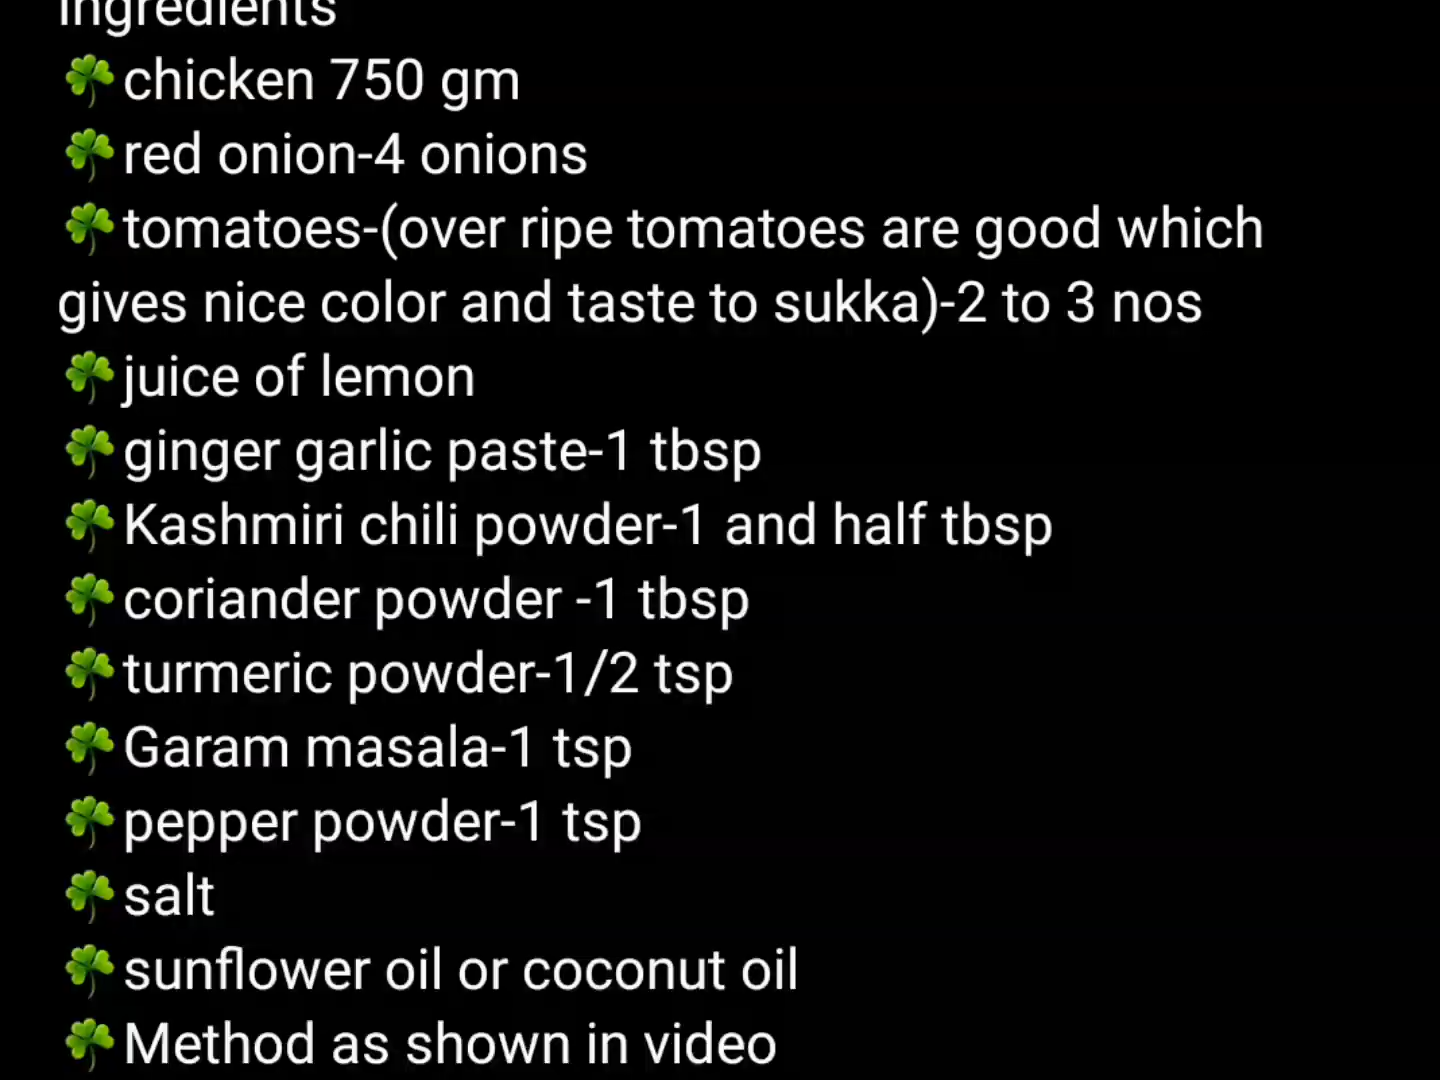 Ingredients
☘️chicken 750 gm
☘️red onion-4 onions
☘️tomatoes-(over ripe tomatoes are good which
gives nice color and taste to sukka)-2 to 3 nos
☘️juice of lemon
☘️ginger garlic paste-1 tbsp
☘️Kashmiri chili powder-1 and half tbsp
☘️coriander powder -1 tbsp
☘️turmeric powder-1/2 tsp
☘️Garam masala-1 tsp
☘️pepper powder-1 tsp
☘️salt
☘️sunflower oil or coconut oil
☘️Method as shown in video